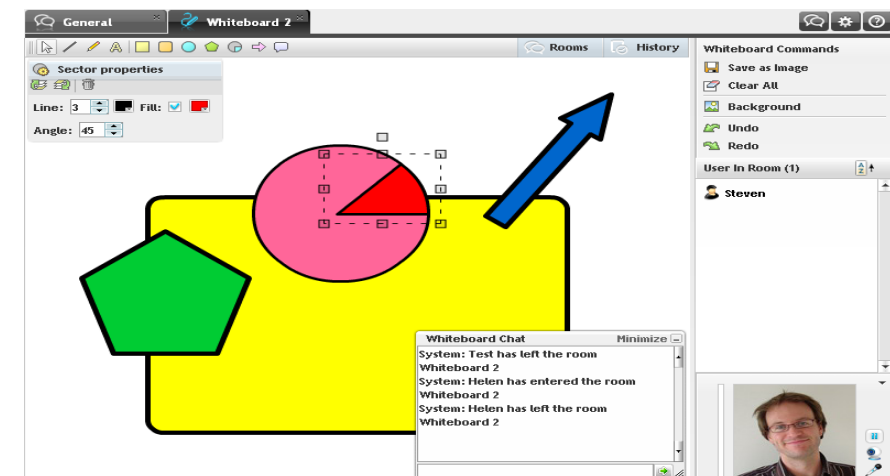 General
Whiteboard 2
Rooms
History
Sector properties
Line: 3
Fill:
Angle: 45
Whiteboard Commands
Save as Image
Clear All
Background
Undo
Redo
User In Room (1)
A
Z
Steven
Whiteboard Chat
Minimize
System: Test has left the room
Whiteboard 2
System: Helen has entered the room
Whiteboard 2
System: Helen has left the room
Whiteboard 2